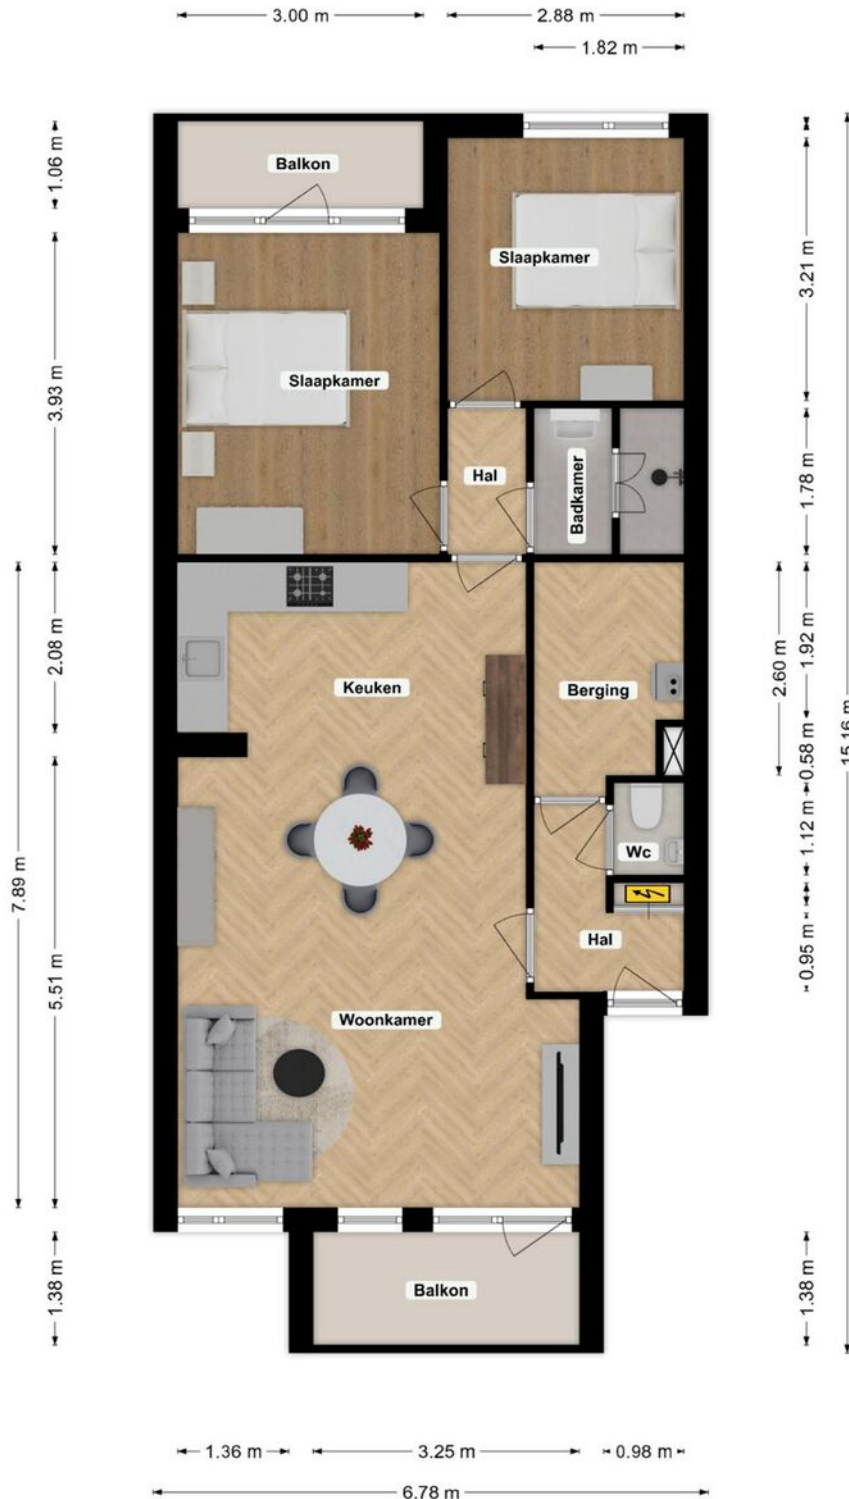 3.00 m
2.88 m
1.82 m
1.06 m
Balkon
3.21 m
Slaapkamer
3.93 m
Slaapkamer
Hal
Badkamer
1.78 m
2.08 m
Keuken
Berging
2.60 m
1.92 m
15.16 m
0.58 m
7.89 m
Wc
1.12 m
Hal
0.95 m
5.51 m
Woonkamer
1.38 m
Balkon
1.38 m
1.36 m
3.25 m
0.98 m
6.78 m